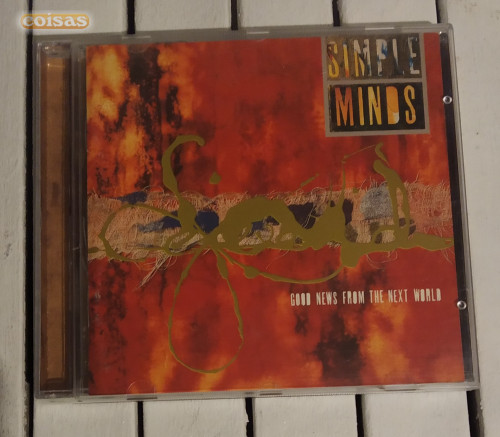 coisas
SIMPLE
MINDS
GOOD NEWS FROM THE NEXT WORLD